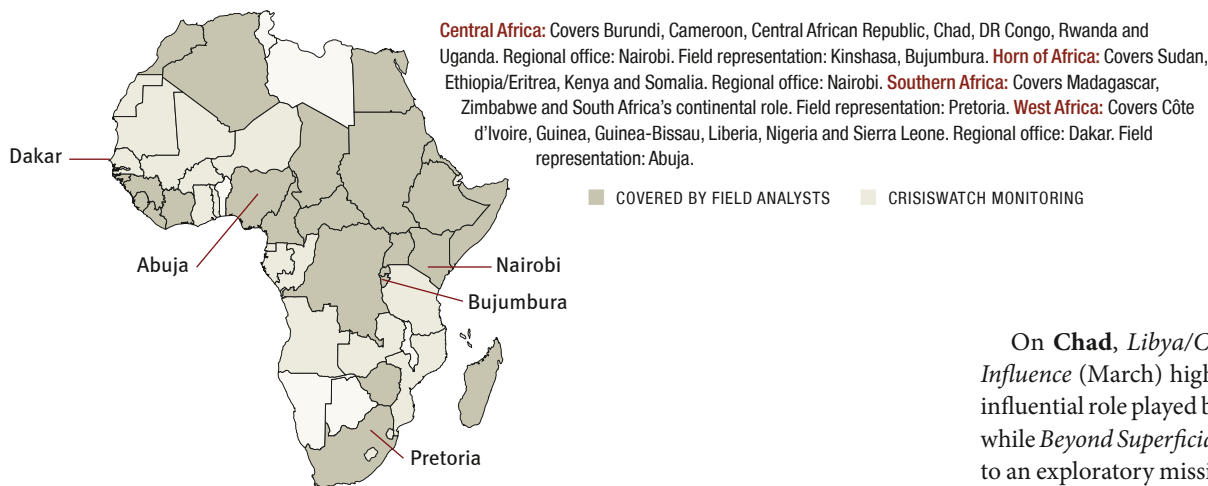 Central Africa: Covers Burundi, Cameroon, Central African Republic, Chad, DR Congo, Rwanda and
Uganda. Regional office: Nairobi. Field representation: Kinshasa, Bujumbura. Horn of Africa: Covers Sudan,
Ethiopia/Eritrea, Kenya and Somalia. Regional office: Nairobi. Southern Africa: Covers Madagascar,
Zimbabwe and South Africa's continental role. Field representation: Pretoria. West Africa: Covers Côte
d'Ivoire, Guinea, Guinea-Bissau, Liberia, Nigeria and Sierra Leone. Regional office: Dakar. Field
representation: Abuja.
COVERED BY FIELD ANALYSTS
CRISISWATCH MONITORING
Dakar
Abuja
Nairobi
Bujumbura
Pretoria
On Chad, Libya/
Influence (March) high
influential role played b
while Beyond Superficia
to an exploratory missi